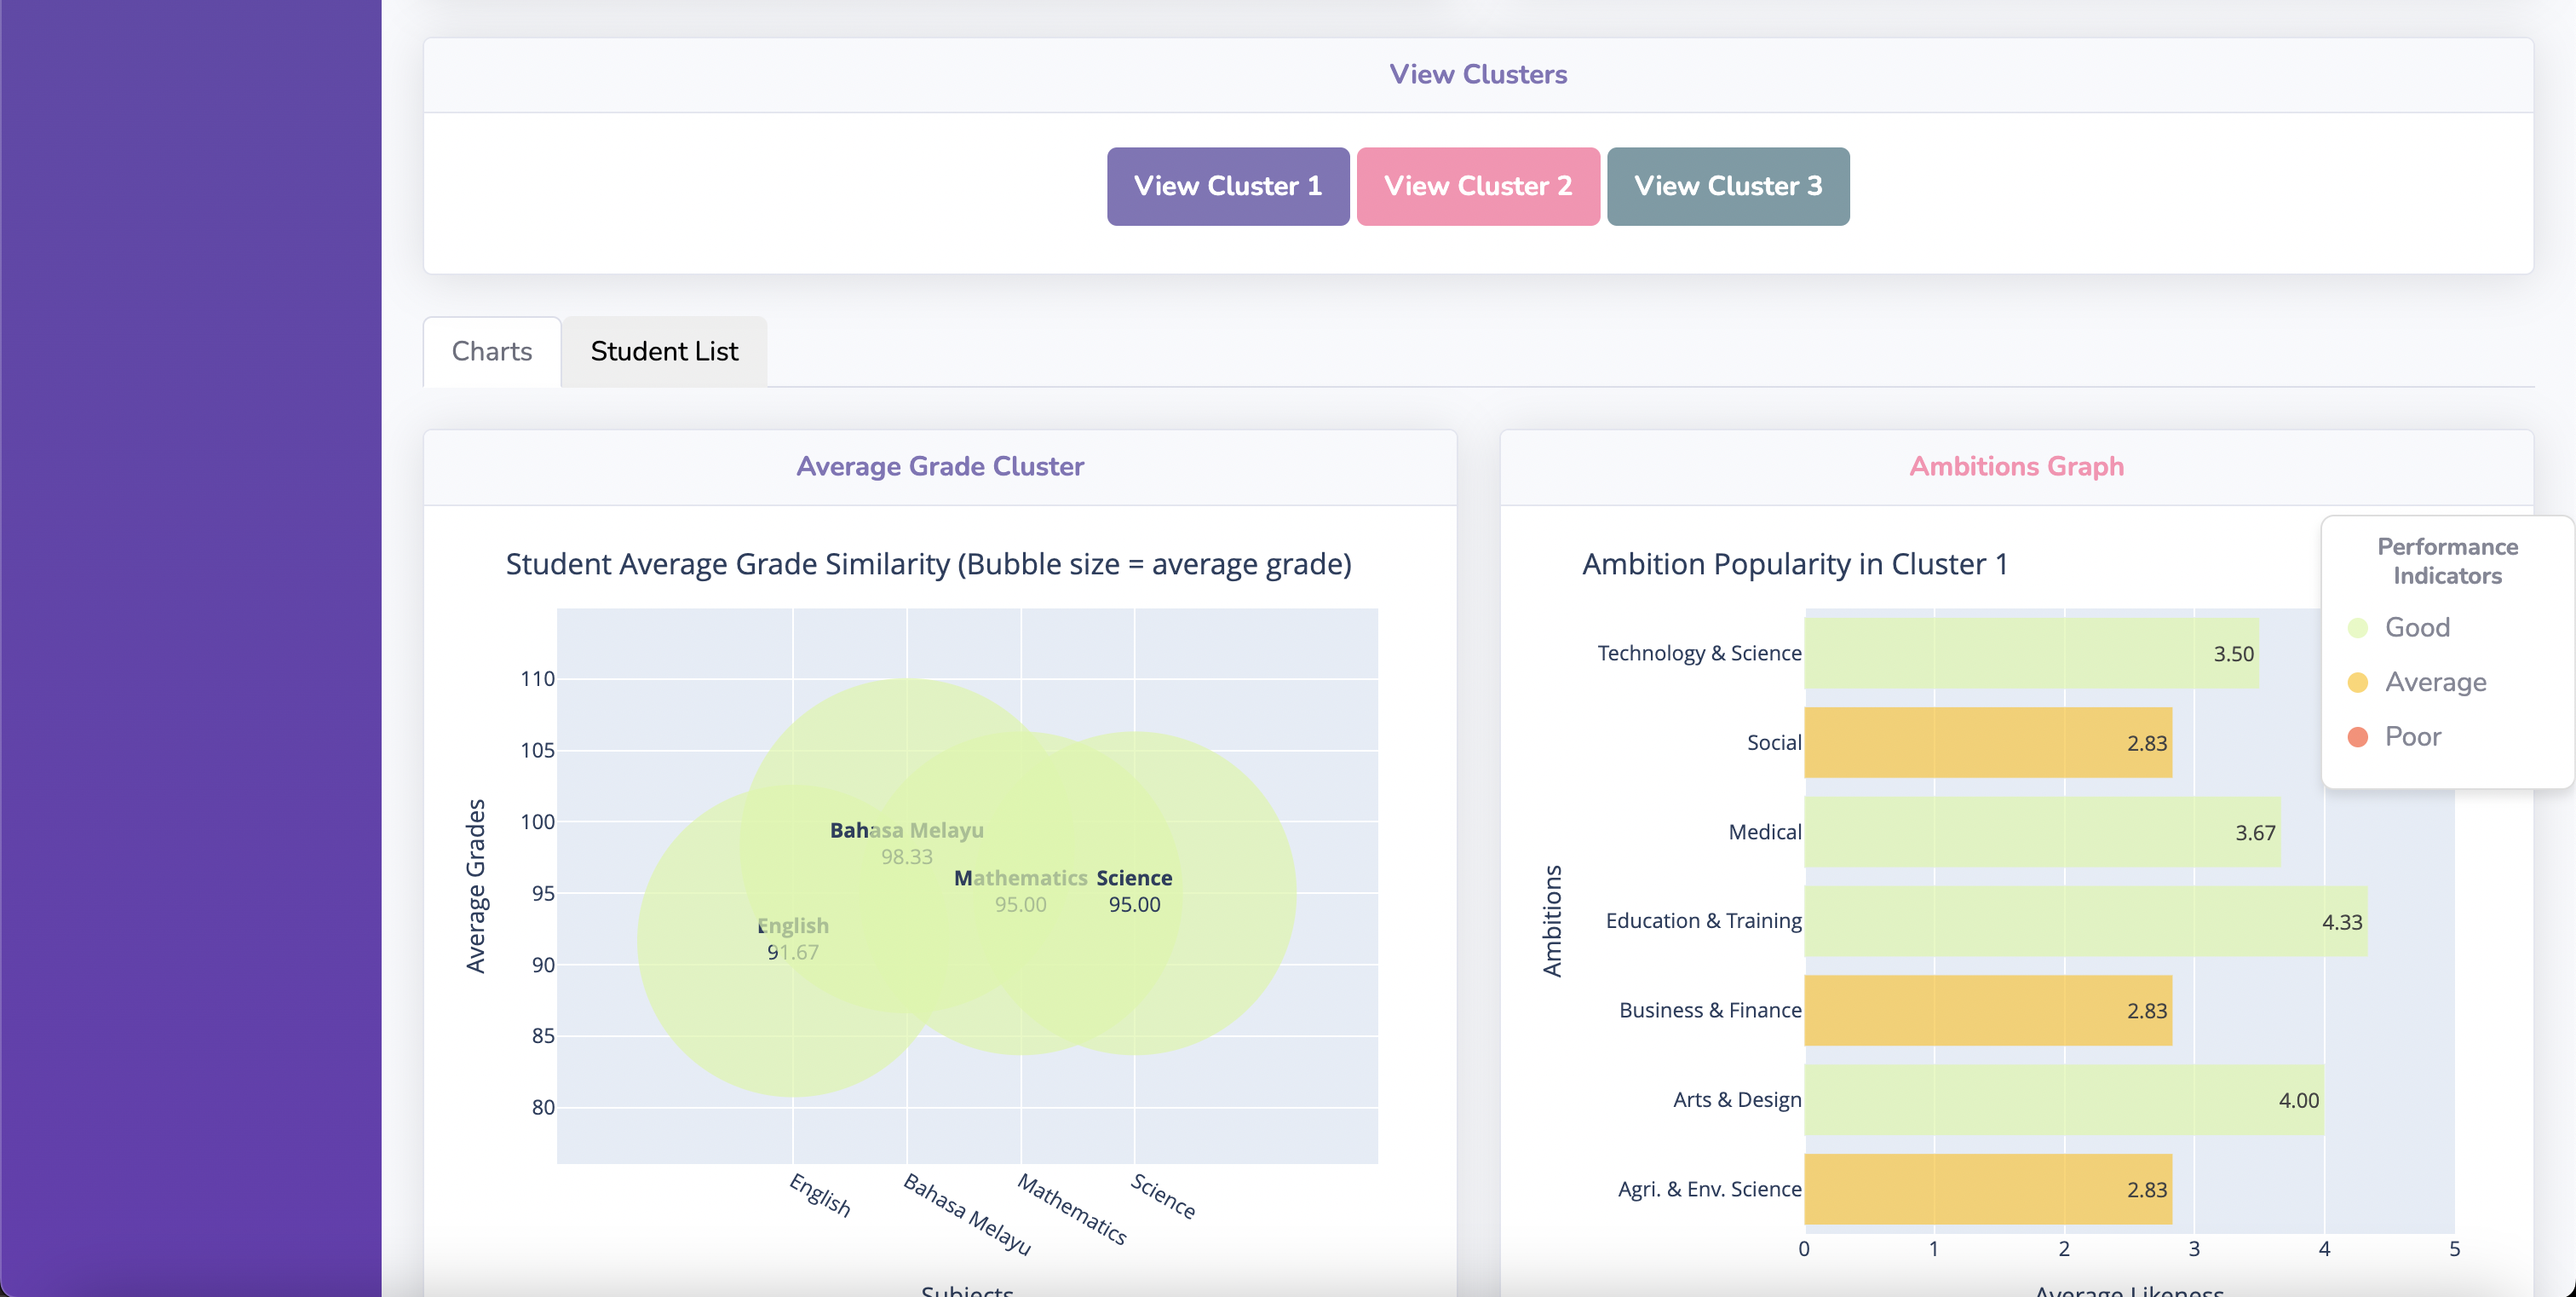 View Clusters
View Cluster 1
View Cluster 2
View Cluster 3
Charts
Student List
Average Grade Cluster
Student Average Grade Similarity (Bubble size = average grade)
Average Grades
110
105
100
95
90
85
80
Bahasa Melayu
98.33
Mathematics
95.00
Science
95.00
English
91.67
English
Bahasa Melayu
Mathematics
Science
Subjects
Ambitions Graph
Ambition Popularity in Cluster 1
Ambitions
Technology & Science
3.50
Social
2.83
Medical
3.67
Education & Training
4.33
Business & Finance
2.83
Arts & Design
4.00
Agri. & Env. Science
2.83
0
1
2
3
4
5
Average Likeness
Performance
Indicators
Good
Average
Poor